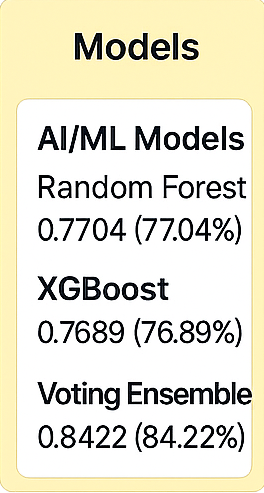 Models
AI/ML Models
Random Forest
0.7704 (77.04%)
XGBoost
0.7689 (76.89%)
Voting Ensemble
0.8422 (84.22%)